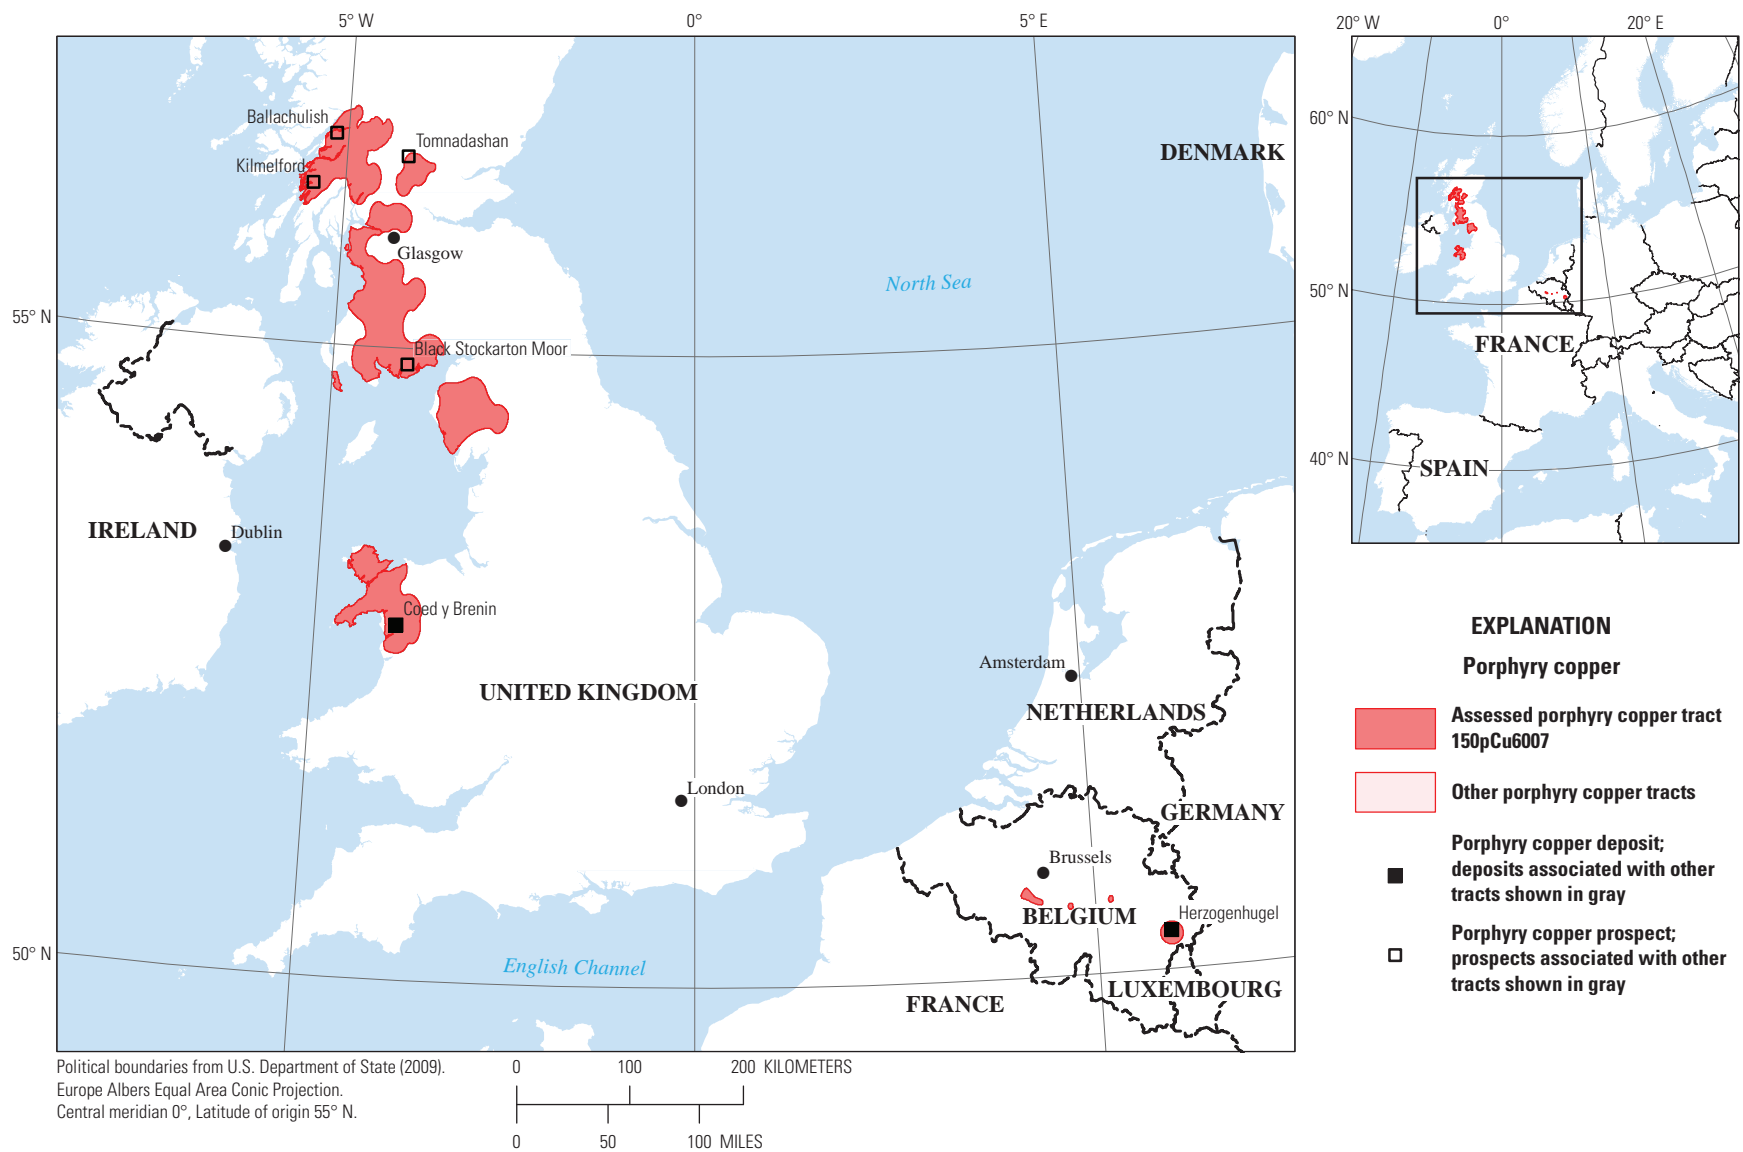 5° W
0°
5° E
20° W
0°
20° E
Ballachulish
Tomnadashan
Kilmelford
Glasgow
DENMARK
North Sea
55° N
Black Stockarton Moor
60° N
50° N
FRANCE
40° N
SPAIN
IRELAND
Dublin
Coed y Brenin
UNITED KINGDOM
Amsterdam
NETHERLANDS
London
GERMANY
Brussels
BELGIUM
Herzogenhugel
50° N
English Channel
FRANCE
LUXEMBOURG
EXPLANATION
Porphyry copper
Assessed porphyry copper tract
150pCu6007
Other porphyry copper tracts
Porphyry copper deposit;
deposits associated with other
tracts shown in gray
Porphyry copper prospect;
prospects associated with other
tracts shown in gray
Political boundaries from U.S. Department of State (2009).
Europe Albers Equal Area Conic Projection.
Central meridian 0°, Latitude of origin 55° N.
0 100 200 KILOMETERS
0 50 100 MILES